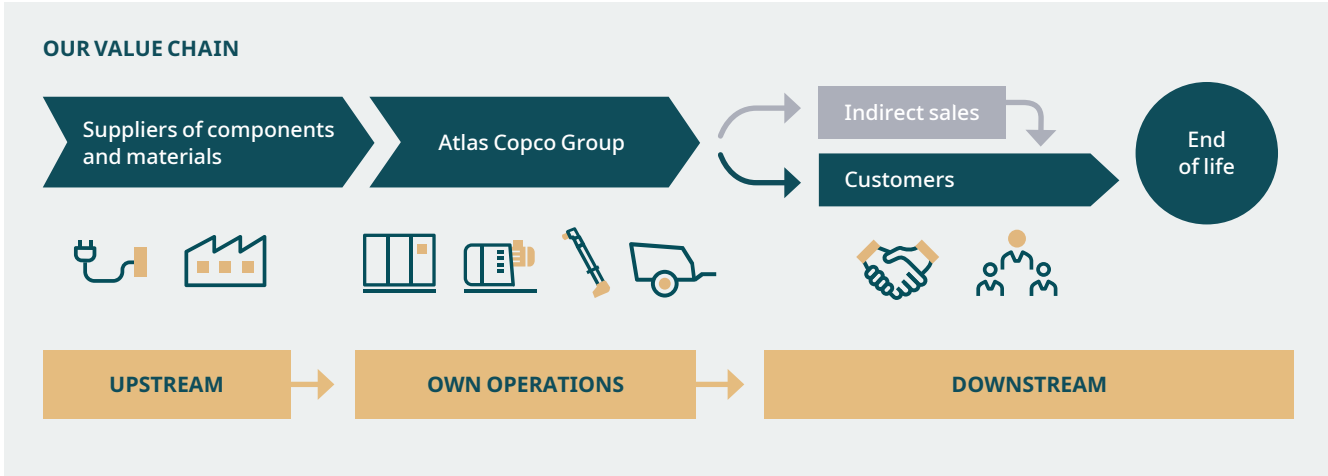 OUR VALUE CHAIN
Suppliers of components
and materials
Atlas Copco Group
Indirect sales
Customers
End
of life
UPSTREAM
OWN OPERATIONS
DOWNSTREAM